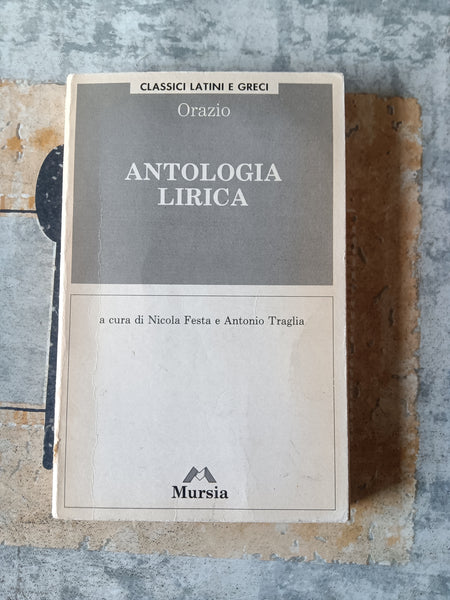 CLASSICI LATINI E GRECI
Orazio
ANTOLOGIA
LIRICA
a cura di Nicola Festa e Antonio Traglia
Mursia